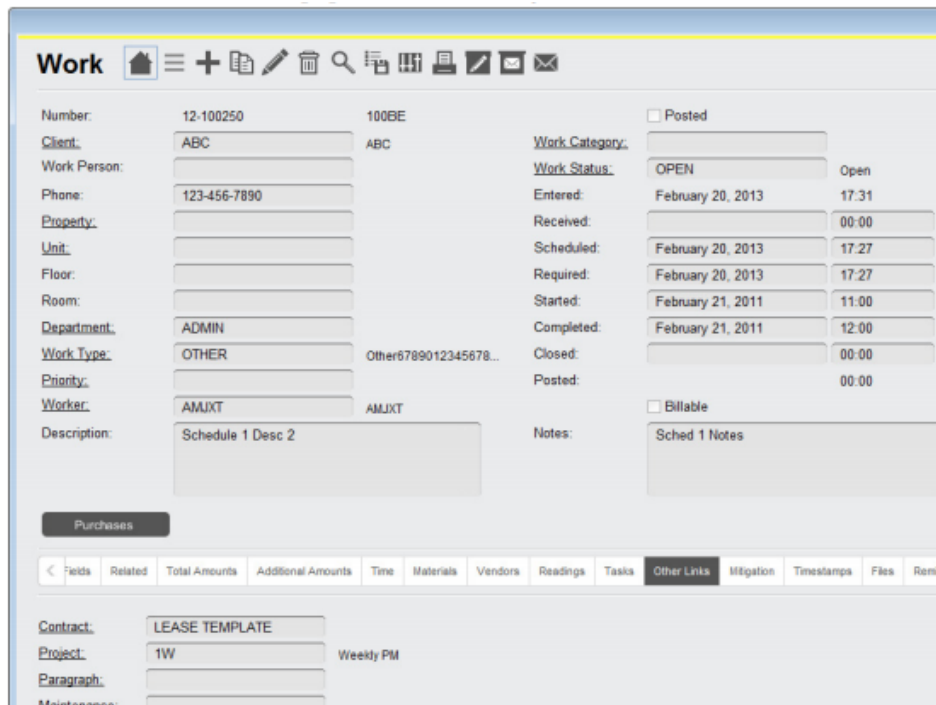 Work
Number: 12-100250 100BE Posted
Client: ABC ABC Work Category:
Work Person: Work Status: OPEN Open
Phone: 123-456-7890 Entered: February 20, 2013 17:31
Property: Received: 00:00
Unit: Scheduled: February 20, 2013 17:27
Floor: Required: February 20, 2013 17:27
Room: Started: February 21, 2011 11:00
Department: ADMIN Completed: February 21, 2011 12:00
Work Type: OTHER Other6789012345678... Closed: 00:00
Priority: Posted: 00:00
Worker: AMJXT AMJXT Billable
Description: Schedule 1 Desc 2 Notes: Sched 1 Notes
Purchases
Fields Related Total Amounts Additional Amounts Time Materials Vendors Readings Tasks Other Links Mitigation Timestamps Files Remi
Contract: LEASE TEMPLATE
Project: 1W Weekly PM
Paragraph:
Maintenance: